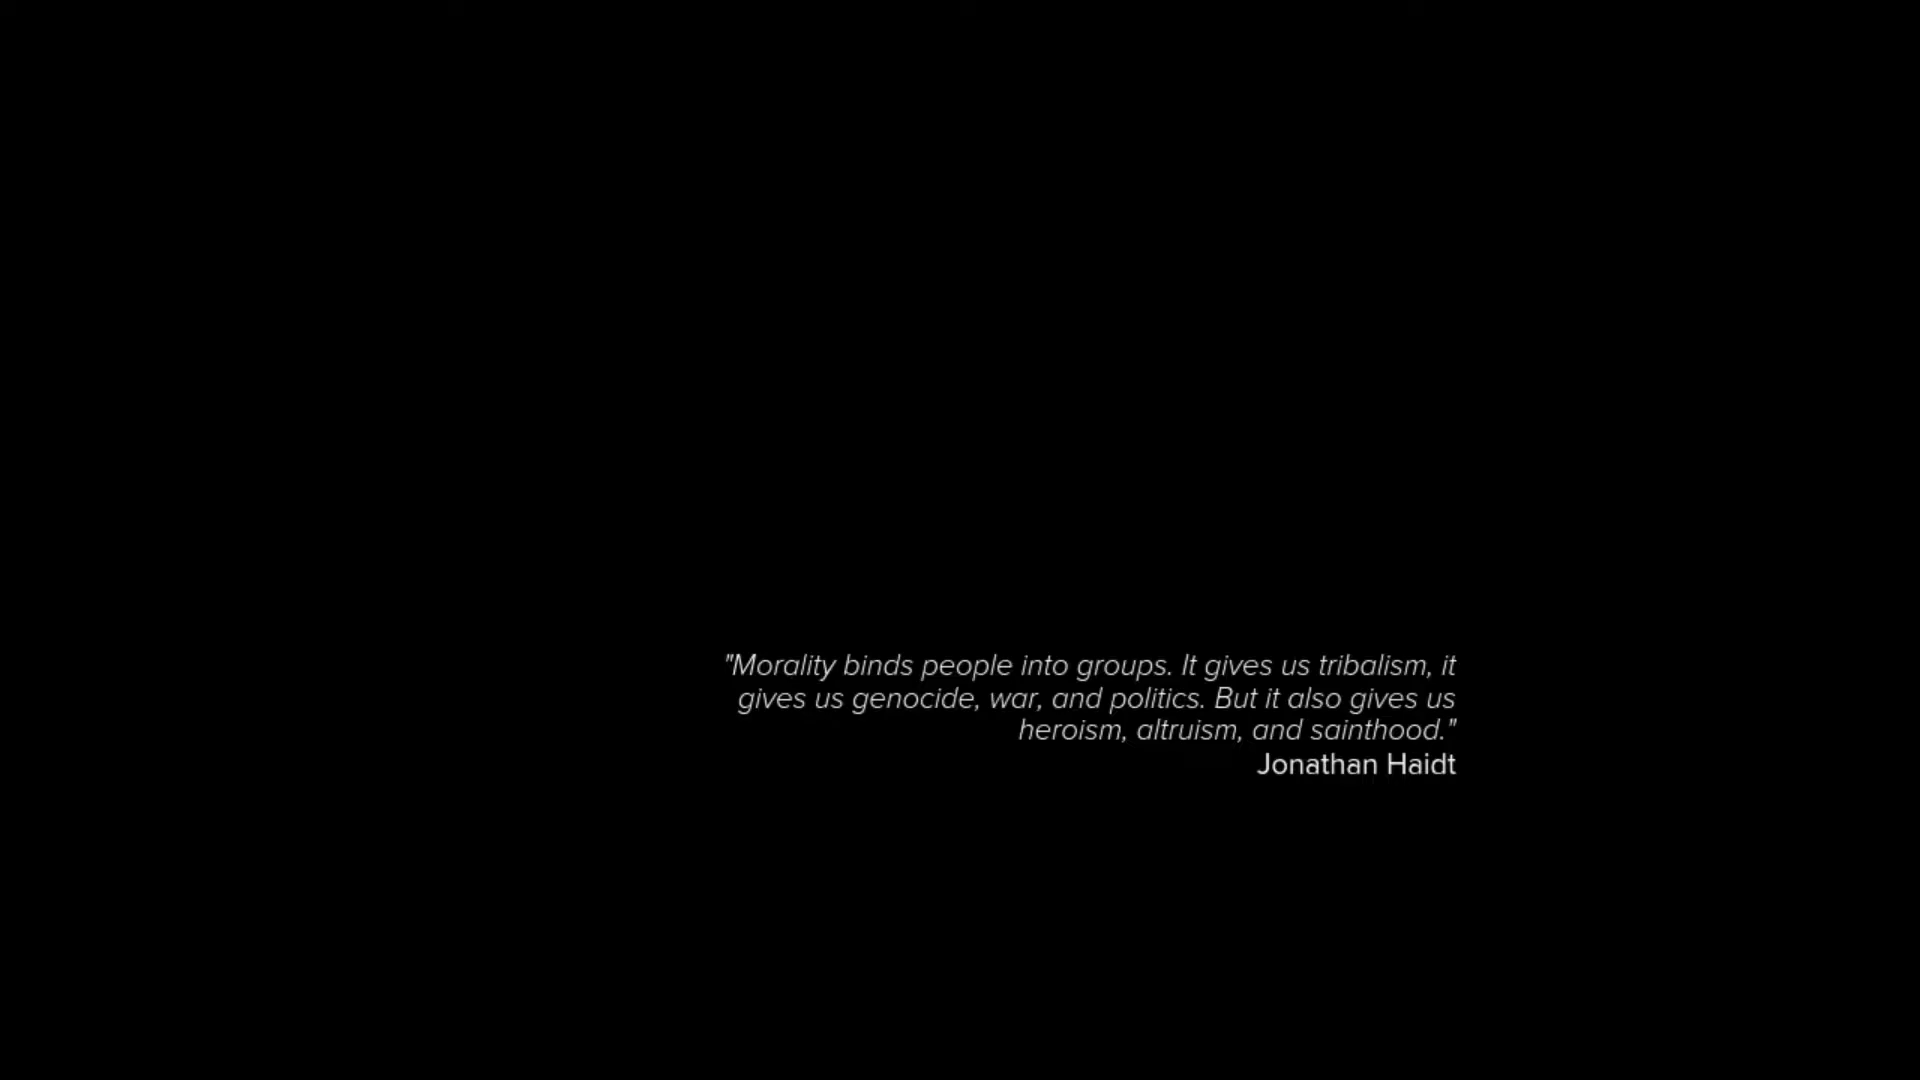 "Morality binds people into groups. It gives us tribalism, it
gives us genocide, war, and politics. But it also gives us
heroism, altruism, and sainthood."
Jonathan Haidt